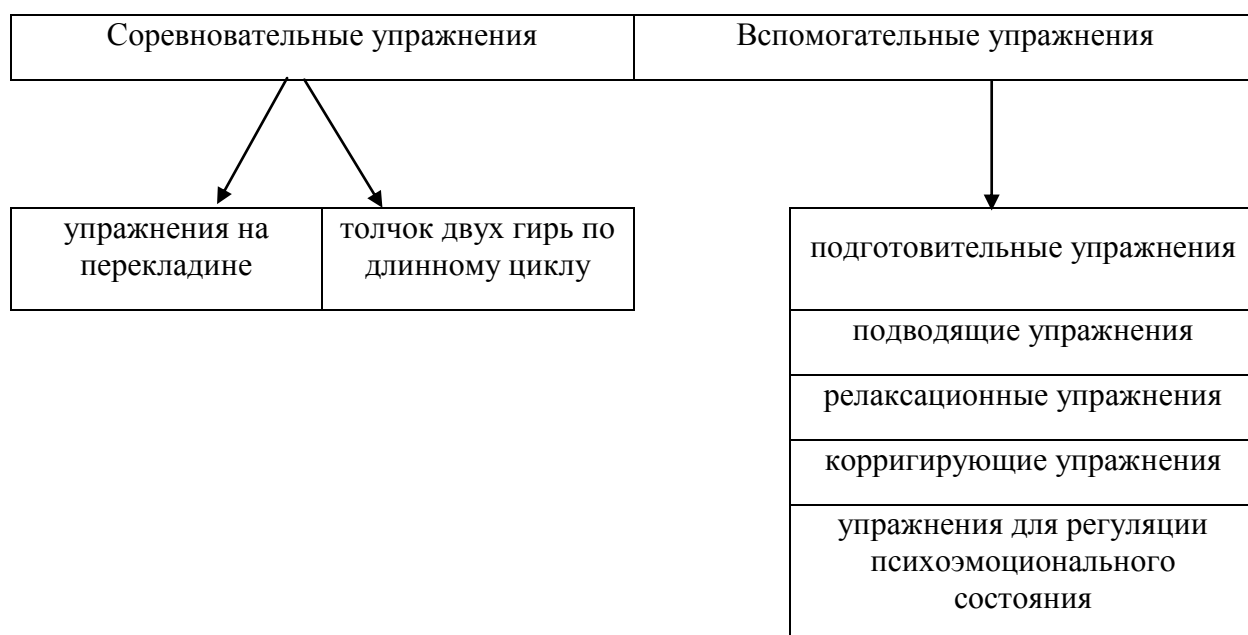 Соревновательные упражнения
Вспомогательные упражнения
упражнения на
перекладине
толчок двух гирь по
длинному циклу
подготовительные упражнения
подводящие упражнения
релаксационные упражнения
корригирующие упражнения
упражнения для регуляции
психоэмоционального
состояния